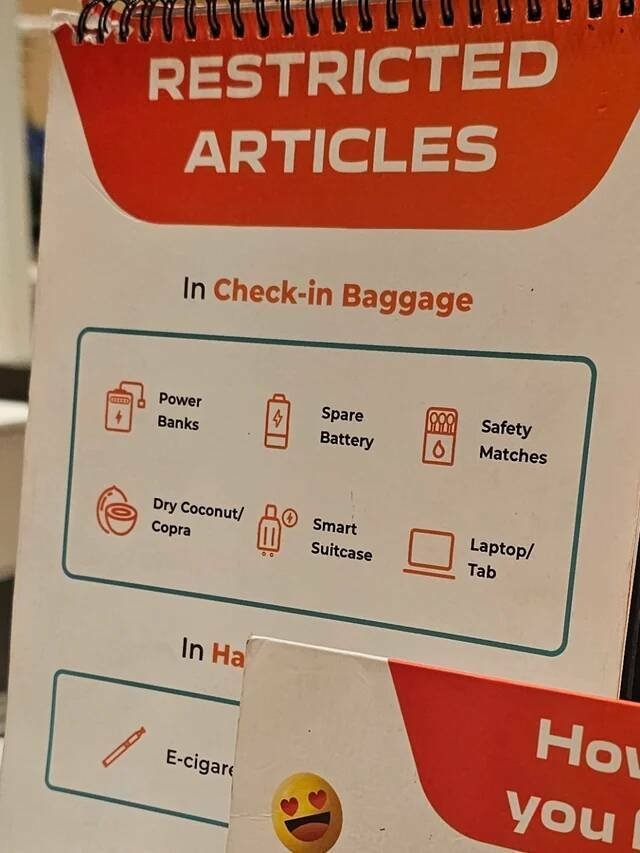 RESTRICTED
ARTICLES
In Check-in Baggage
Power
Banks
Spare
Battery
Safety
Matches
Dry Coconut/
Copra
Smart
Suitcase
Laptop/
Tab
In Ha
E-cigare
How
you